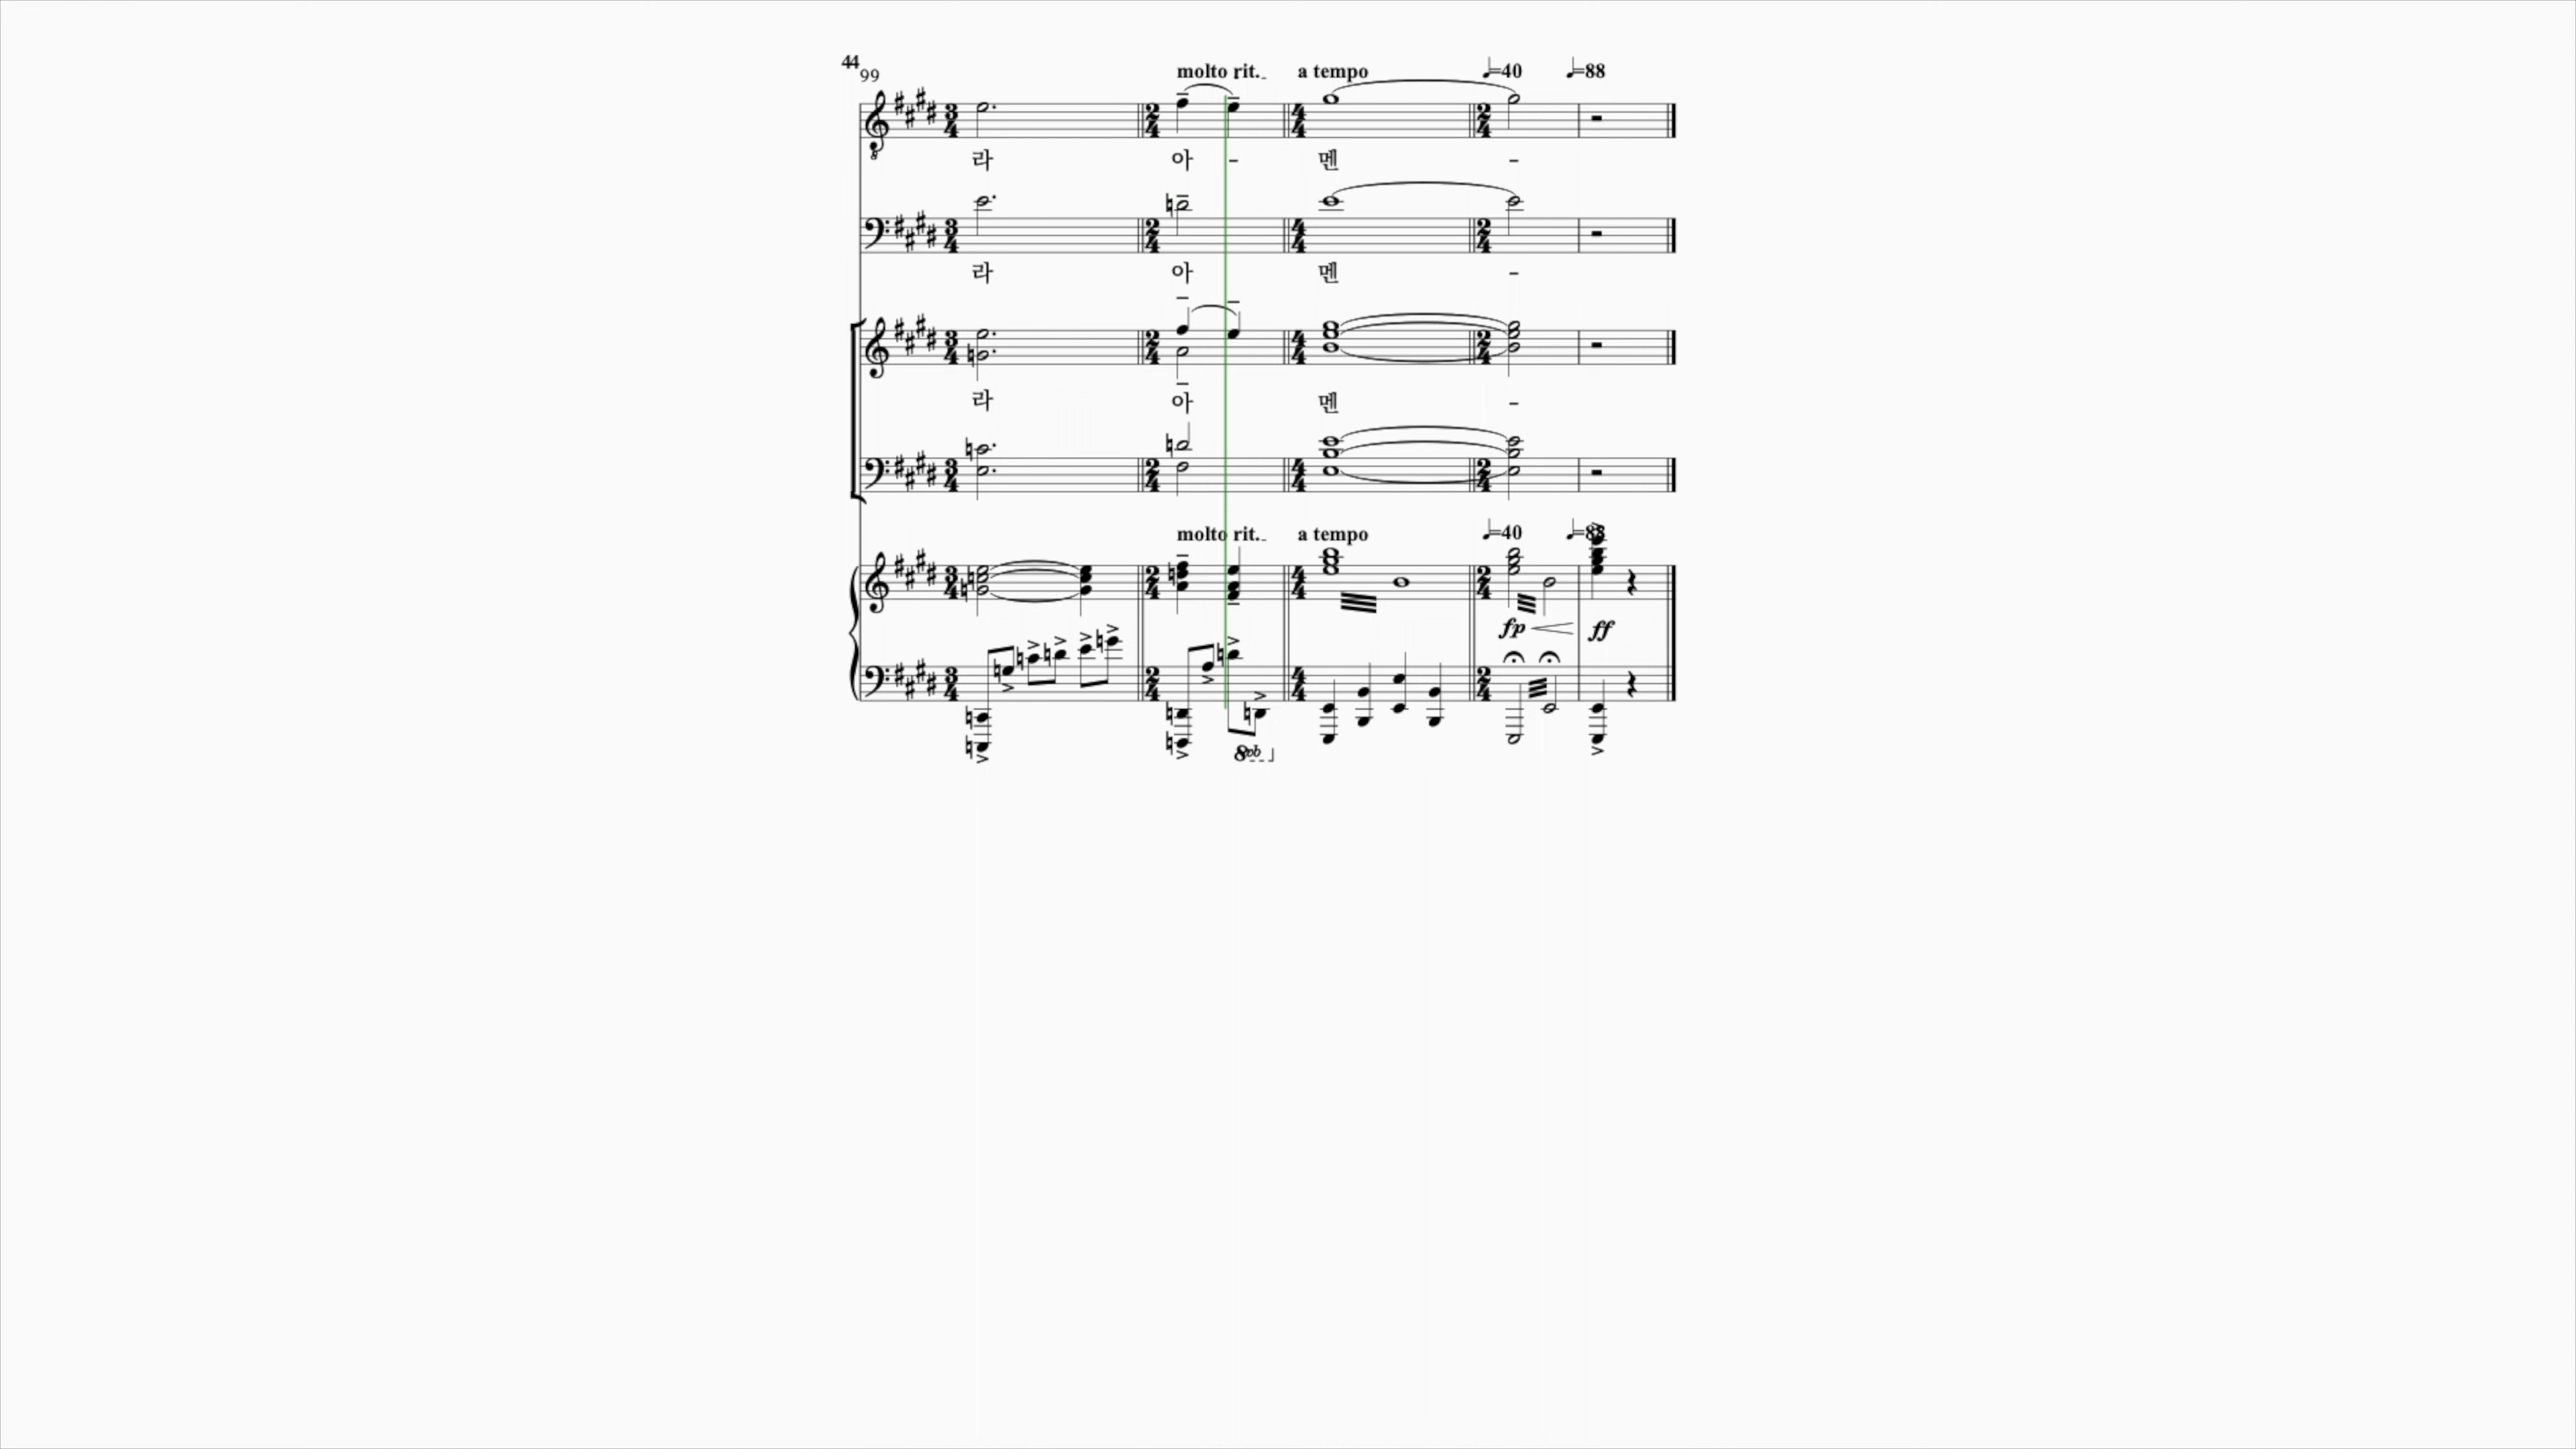 44
99
molto rit. a tempo ♩=40 ♩=88
라 아 - 멘 -
라 아 멘 -
라 아 멘 -
molto rit. a tempo ♩=40 ♩=88
fp ff
8vb